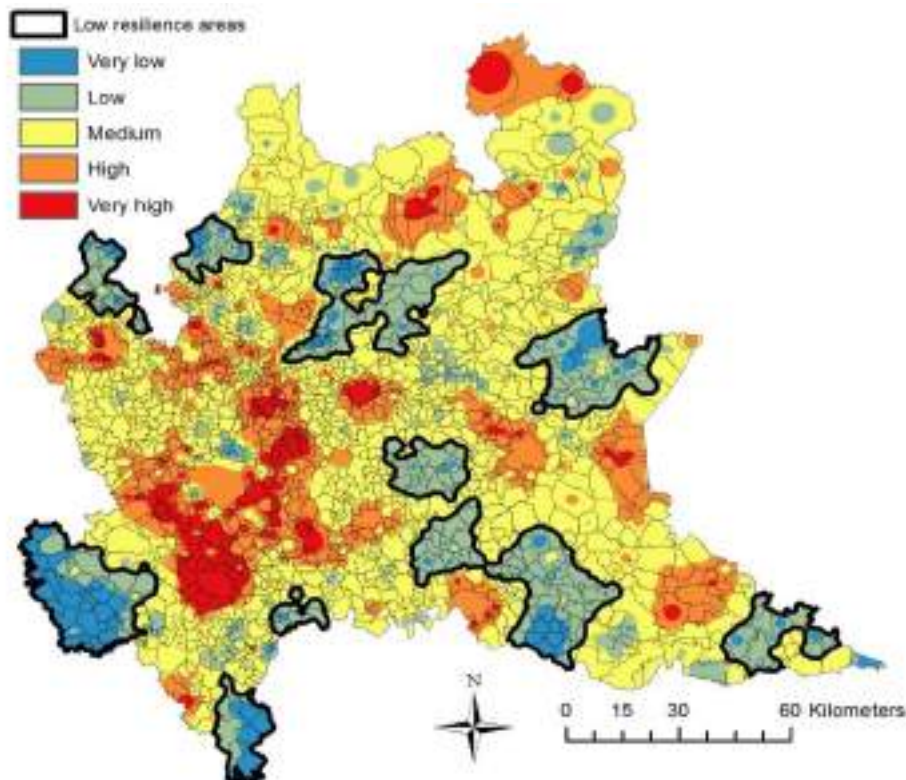 Low resilience areas
Very low
Low
Medium
High
Very high
N
0 15 30 60 Kilometers